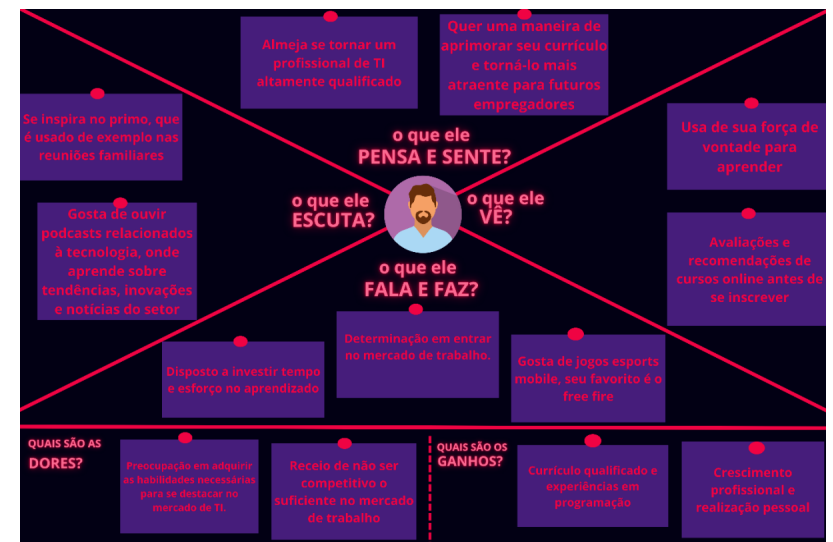 Almeja se tornar um
profissional de TI
altamente qualificado
Quer uma maneira de
aprimorar seu currículo
e torná-lo mais
atraente para futuros
empregadores
o que ele
PENSA E SENTE?
Se inspira no primo, que
é usado de exemplo nas
reuniões familiares
Gosta de ouvir
podcasts relacionados
à tecnologia, onde
aprende sobre
tendências, inovações
e notícias do setor
o que ele
ESCUTA?
o que ele
VÊ?
Usa de sua força de
vontade para
aprender
Avaliações e
recomendações de
cursos online antes de
se inscrever
o que ele
FALA E FAZ?
Disposto a investir tempo
e esforço no aprendizado
Determinação em entrar
no mercado de trabalho.
Gosta de jogos esports
mobile, seu favorito é o
free fire
QUAIS SÃO AS
DORES?
Preocupação em adquirir
as habilidades necessárias
para se destacar no
mercado de TI.
Receio de não ser
competitivo o
suficiente no mercado
de trabalho
QUAIS SÃO OS
GANHOS?
Currículo qualificado e
experiências em
programação
Crescimento
profissional e
realização pessoal